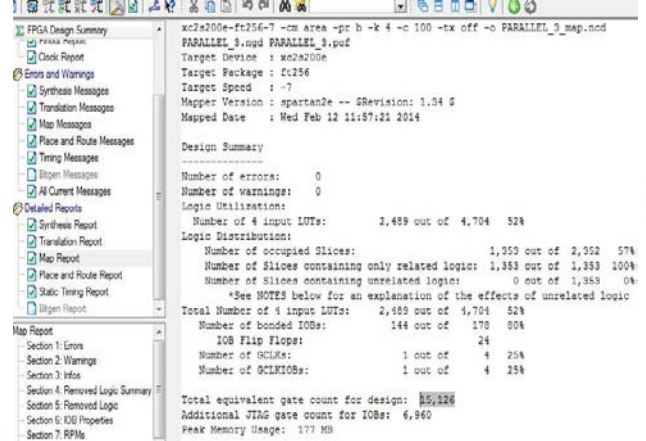 FPGA Design Summary
Pinout Report
Clock Report
Errors and Warnings
Synthesis Messages
Translation Messages
Map Messages
Place and Route Messages
Timing Messages
Bitgen Messages
All Current Messages
Detailed Reports
Synthesis Report
Translation Report
Map Report
Place and Route Report
Static Timing Report
Bitgen Report
Map Report
Section 1: Errors
Section 2: Warnings
Section 3: Infos
Section 4: Removed Logic Summary
Section 5: Removed Logic
Section 6: IOB Properties
Section 7: RPMs
xc2s200e-ft256-7 -cm area -pr b -k 4 -c 100 -tx off -o PARALLEL_3_map.ncd
PARALLEL_3.ngd PARALLEL_3.pcf
Target Device : xc2s200e
Target Package : ft256
Target Speed : -7
Mapper Version : spartan2e -- $Revision: 1.34 $
Mapped Date : Wed Feb 12 11:57:21 2014
Design Summary
--------------
Number of errors: 0
Number of warnings: 0
Logic Utilization:
Number of 4 input LUTs: 2,489 out of 4,704 52%
Logic Distribution:
Number of occupied Slices: 1,353 out of 2,352 57%
Number of Slices containing only related logic: 1,353 out of 1,353 100%
Number of Slices containing unrelated logic: 0 out of 1,353 0%
*See NOTES below for an explanation of the effects of unrelated logic
Total Number of 4 input LUTs: 2,489 out of 4,704 52%
Number of bonded IOBs: 144 out of 178 80%
IOB Flip Flops: 24
Number of GCLKs: 1 out of 4 25%
Number of GCLKIOBs: 1 out of 4 25%
Total equivalent gate count for design: 15,126
Additional JTAG gate count for IOBs: 6,960
Peak Memory Usage: 177 MB